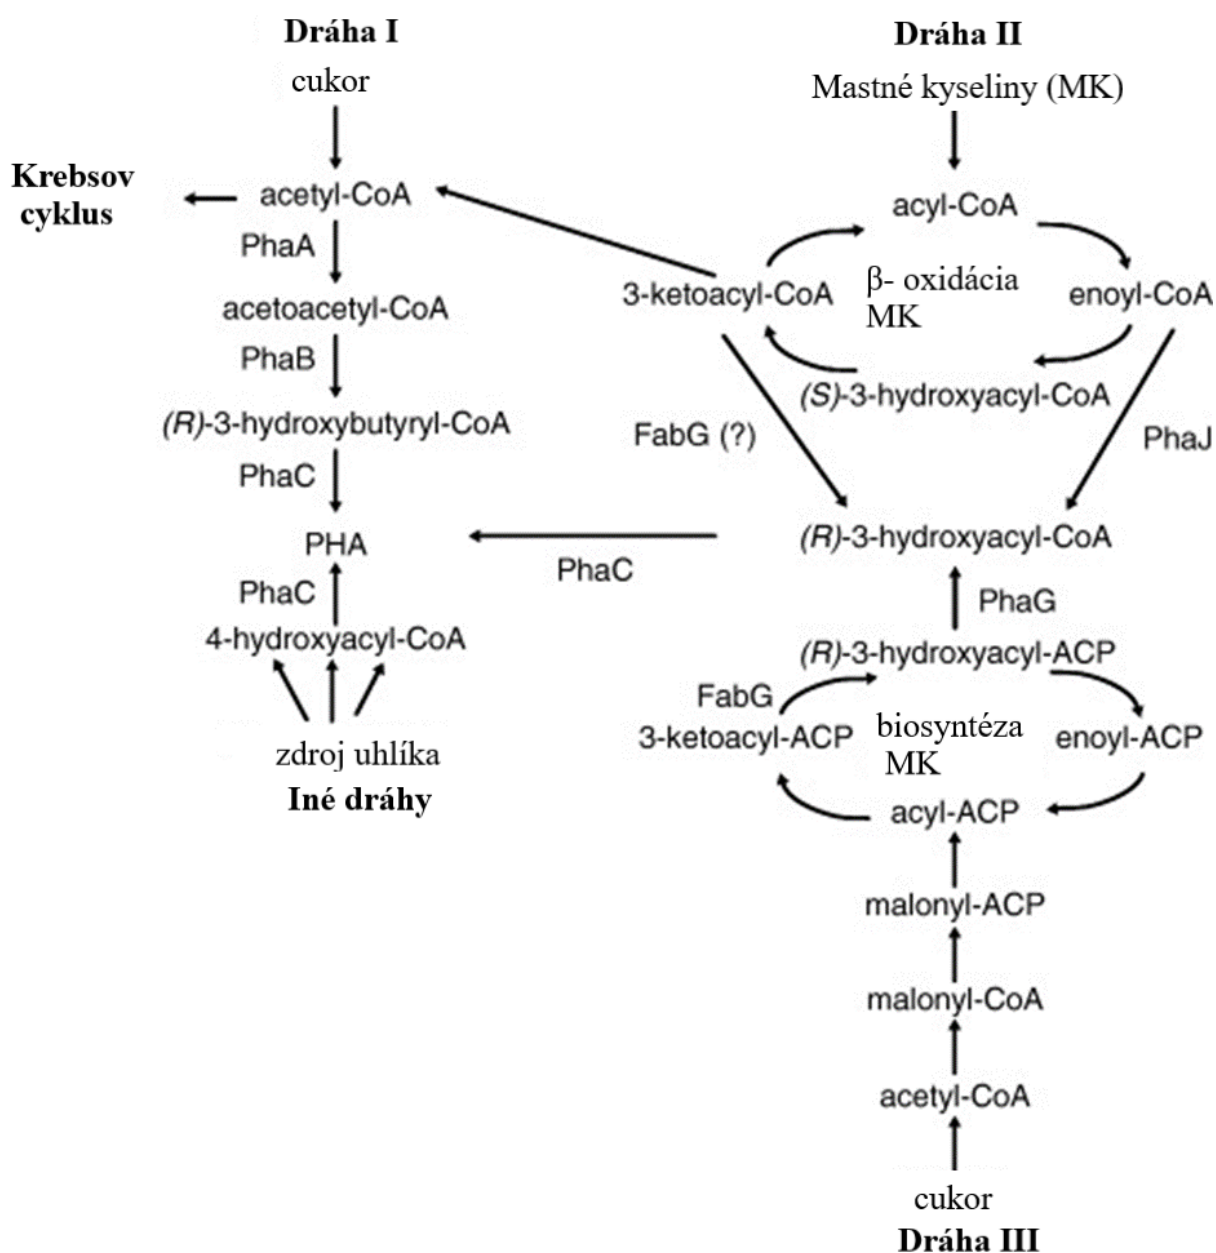 Dráha I
cukor
Krebsov
cyklus
acetyl-CoA
PhaA
acetoacetyl-CoA
PhaB
(R)-3-hydroxybutyryl-CoA
PhaC
PHA
PhaC
4-hydroxyacyl-CoA
zdroj uhlíka
Iné dráhy
Dráha II
Mastné kyseliny (MK)
acyl-CoA
3-ketoacyl-CoA
β- oxidácia
MK
enoyl-CoA
(S)-3-hydroxyacyl-CoA
FabG (?)
PhaJ
(R)-3-hydroxyacyl-CoA
PhaC
PhaG
(R)-3-hydroxyacyl-ACP
FabG
3-ketoacyl-ACP
biosyntéza
MK
enoyl-ACP
acyl-ACP
malonyl-ACP
malonyl-CoA
acetyl-CoA
cukor
Dráha III